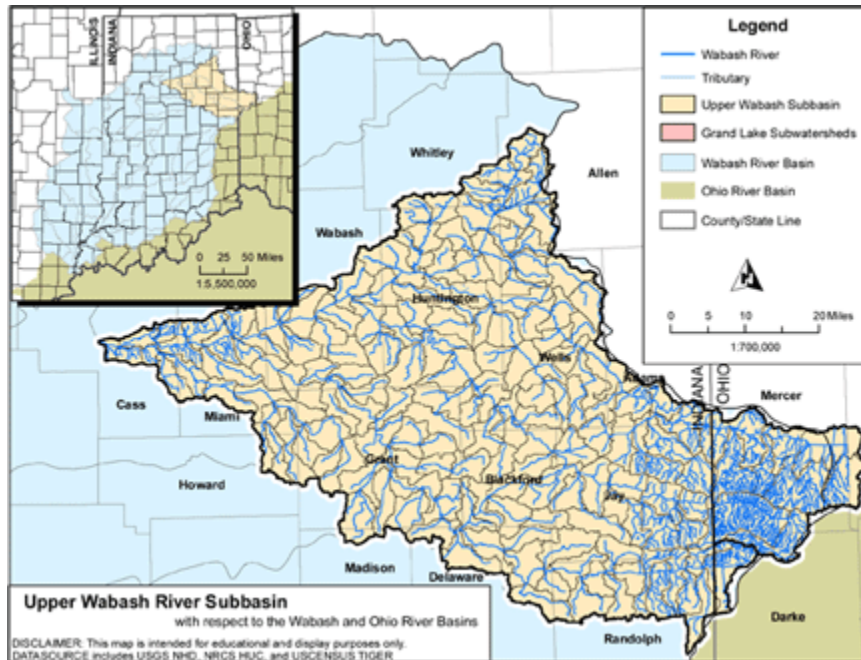 ILLINOIS
INDIANA
OHIO
0 25 50 Miles
1:5,500,000
Legend
Wabash River
Tributary
Upper Wabash Subbasin
Grand Lake Subwatersheds
Wabash River Basin
Ohio River Basin
County/State Line
0 5 10 20 Miles
1:700,000
Whitley
Allen
Wabash
Huntington
Wells
Adams
INDIANA
OHIO
Mercer
Cass
Miami
Grant
Blackford
Jay
Howard
Madison
Delaware
Randolph
Darke
Upper Wabash River Subbasin
with respect to the Wabash and Ohio River Basins
DISCLAIMER: This map is intended for educational and display purposes only.
DATASOURCE includes USGS NHD, NRCS HUC, and USCENSUS TIGER